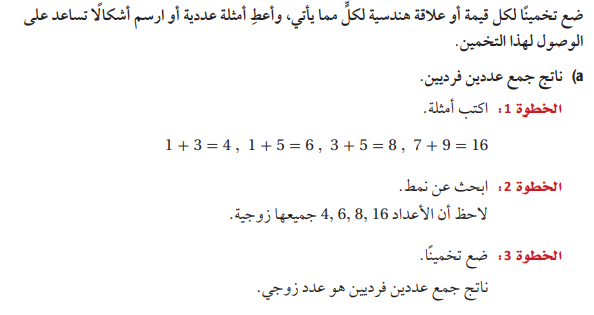 ضع تخمينًا لكل قيمة أو علاقة هندسية لكلٍّ مما يأتي، وأعطِ أمثلة عددية أو ارسم أشكالًا تساعد على
الوصول لهذا التخمين.
a) ناتج جمع عددين فرديين.
الخطوة 1: اكتب أمثلة.
1 + 3 = 4 , 1 + 5 = 6 , 3 + 5 = 8 , 7 + 9 = 16
الخطوة 2: ابحث عن نمط.
لاحظ أن الأعداد 4, 6, 8, 16 جميعها زوجية.
الخطوة 3: ضع تخمينًا.
ناتج جمع عددين فرديين هو عدد زوجي.